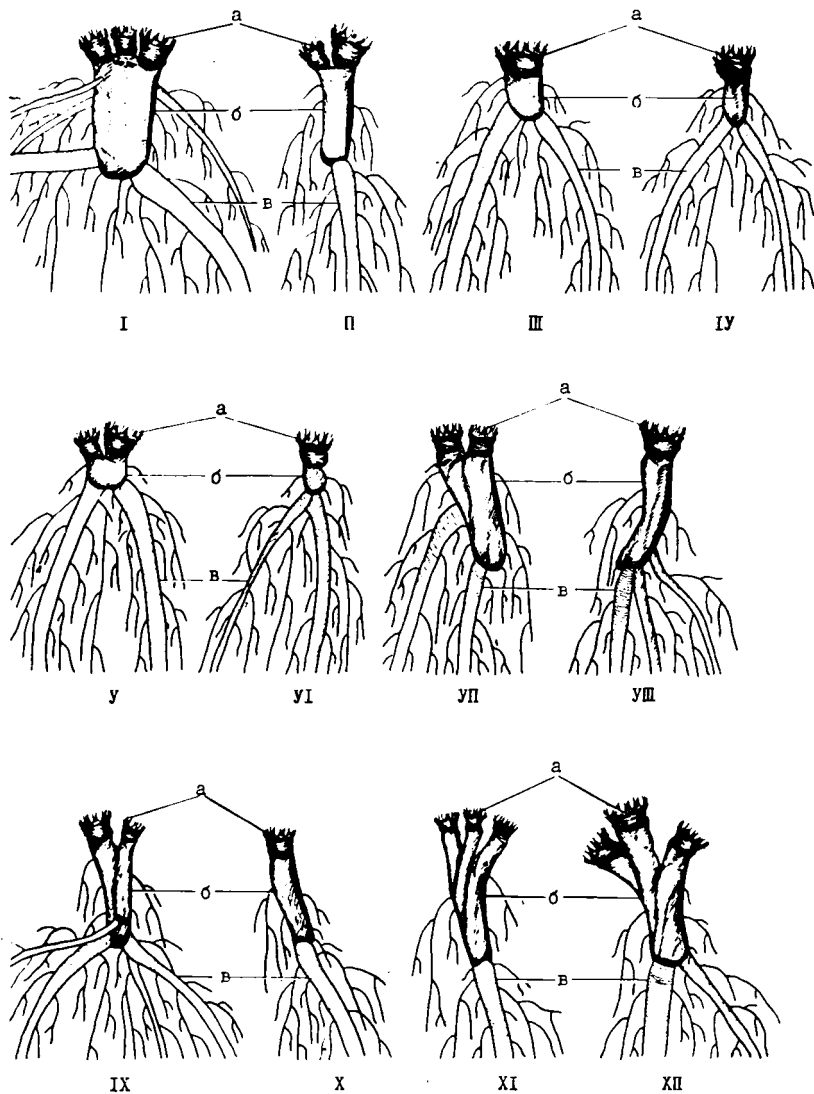 а а
б б
в в
I П Ш IУ
а а
б б
в в
У УI УП УШ
а а
б б
в в
IX X XI XП